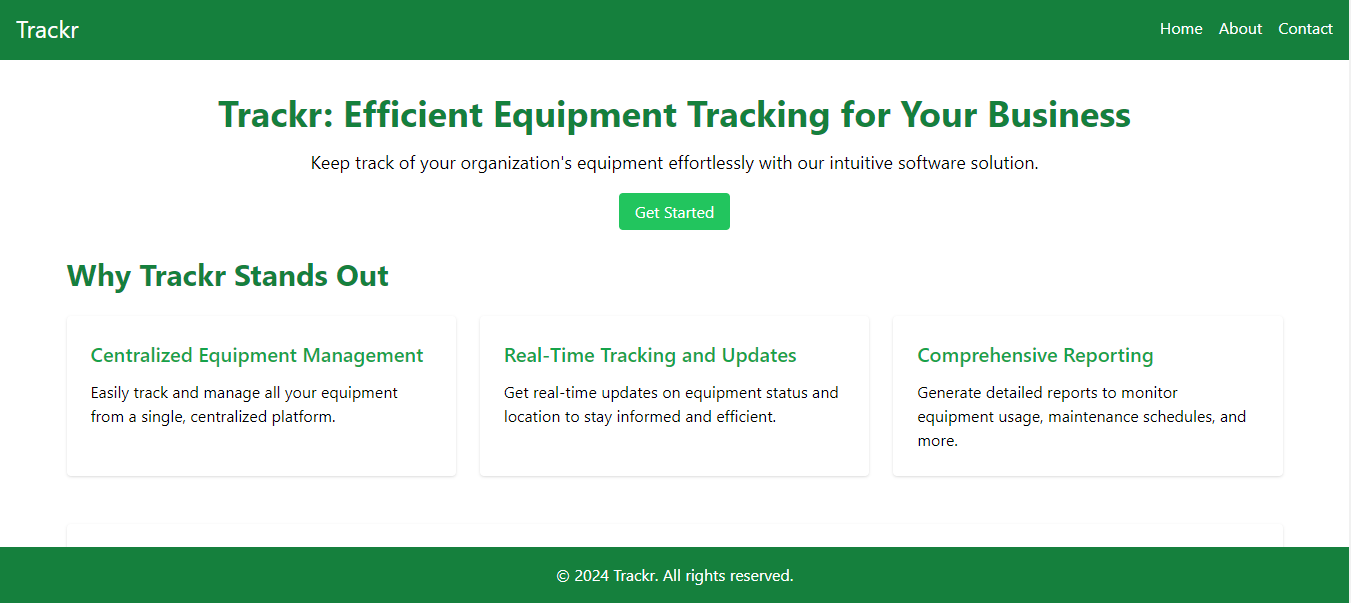 Trackr
Home About Contact
Trackr: Efficient Equipment Tracking for Your Business
Keep track of your organization's equipment effortlessly with our intuitive software solution.
Get Started
Why Trackr Stands Out
Centralized Equipment Management
Easily track and manage all your equipment
from a single, centralized platform.
Real-Time Tracking and Updates
Get real-time updates on equipment status and
location to stay informed and efficient.
Comprehensive Reporting
Generate detailed reports to monitor
equipment usage, maintenance schedules, and
more.
© 2024 Trackr. All rights reserved.